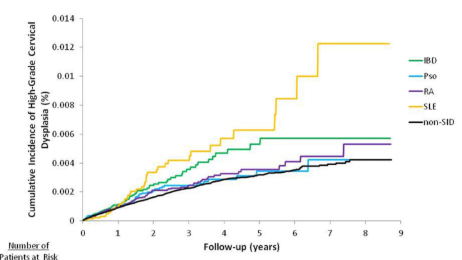 0.014
0.012
0.01
0.008
0.006
0.004
0.002
0
Cumulative Incidence of High-Grade Cervical
Dysplasia (%)
IBD
Pso
RA
SLE
non-SID
0 1 2 3 4 5 6 7 8 9
Follow-up (years)
Number of
Patients at Risk